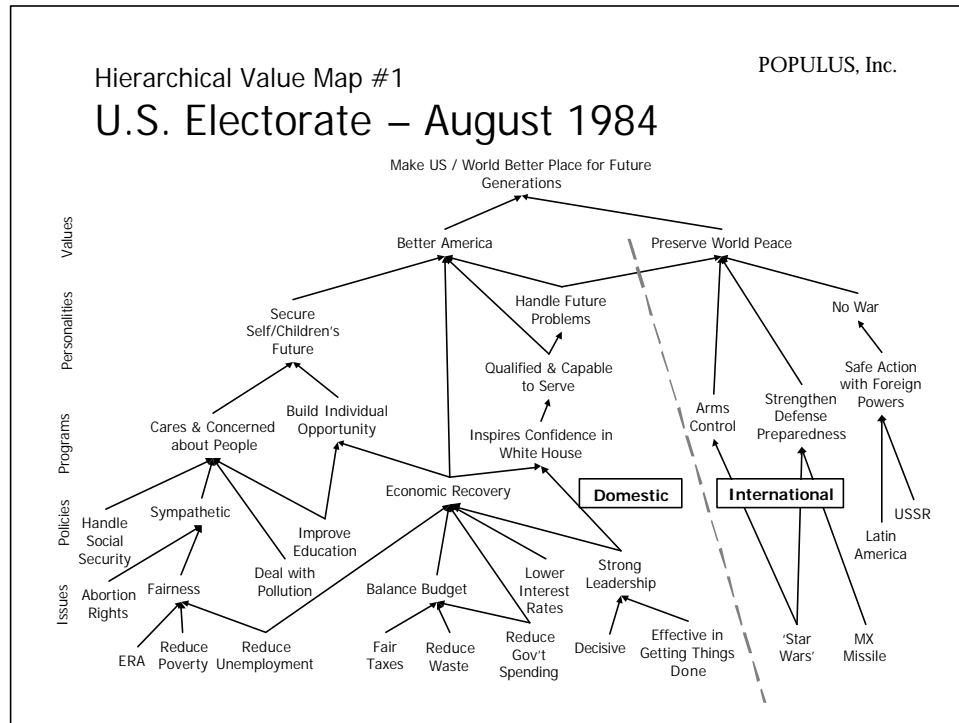 POPULUS, Inc.
Hierarchical Value Map #1
U.S. Electorate – August 1984
Make US / World Better Place for Future
Generations
Values
Better America
Preserve World Peace
Personalities
Secure
Self/Children's
Future
Handle Future
Problems
No War
Qualified & Capable
to Serve
Safe Action
with Foreign
Powers
Programs
Cares & Concerned
about People
Build Individual
Opportunity
Inspires Confidence in
White House
Arms
Control
Strengthen
Defense
Preparedness
Policies
Handle
Social
Security
Sympathetic
Improve
Education
Economic Recovery
Domestic
International
USSR
Latin
America
Issues
Abortion
Rights
Fairness
Deal with
Pollution
Balance Budget
Lower
Interest
Rates
Strong
Leadership
ERA
Reduce
Poverty
Reduce
Unemployment
Fair
Taxes
Reduce
Waste
Reduce
Gov't
Spending
Decisive
Effective in
Getting Things
Done
'Star
Wars'
MX
Missile